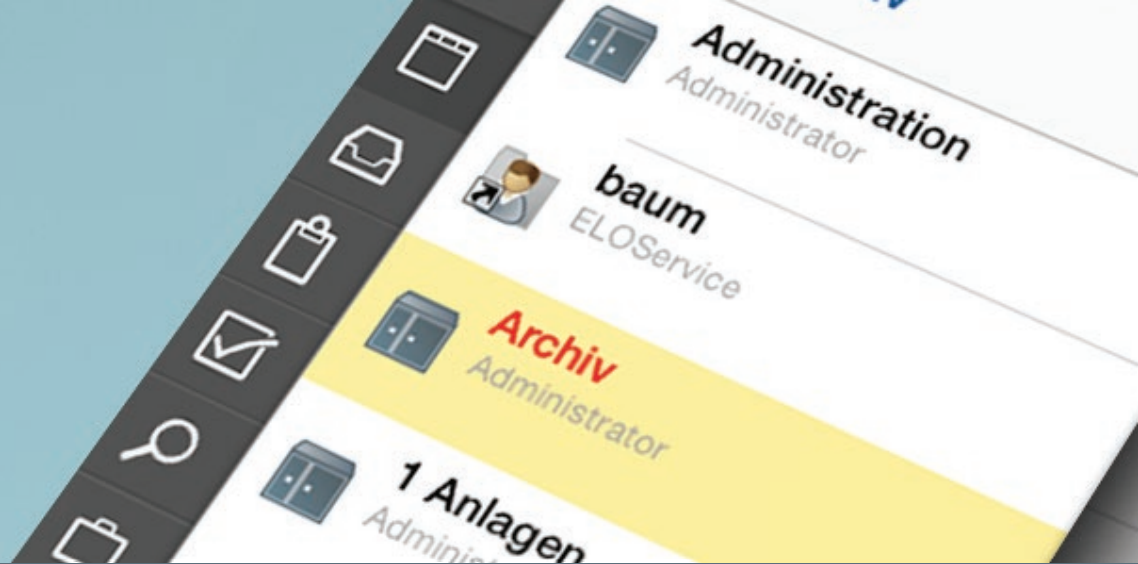 Administration
Administrator
baum
ELOService
Archiv
Administrator
1 Anlagen